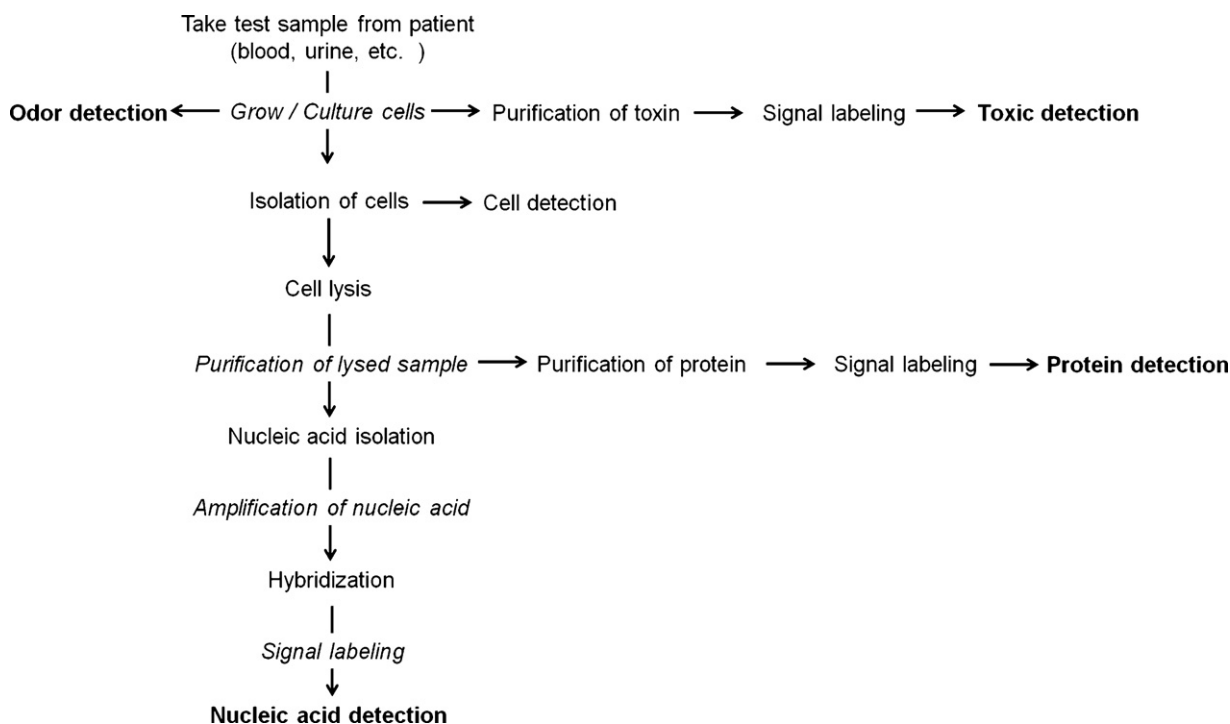 Take test sample from patient
(blood, urine, etc. )
Odor detection
Grow / Culture cells
Purification of toxin
Signal labeling
Toxic detection
Isolation of cells
Cell detection
Cell lysis
Purification of lysed sample
Purification of protein
Signal labeling
Protein detection
Nucleic acid isolation
Amplification of nucleic acid
Hybridization
Signal labeling
Nucleic acid detection